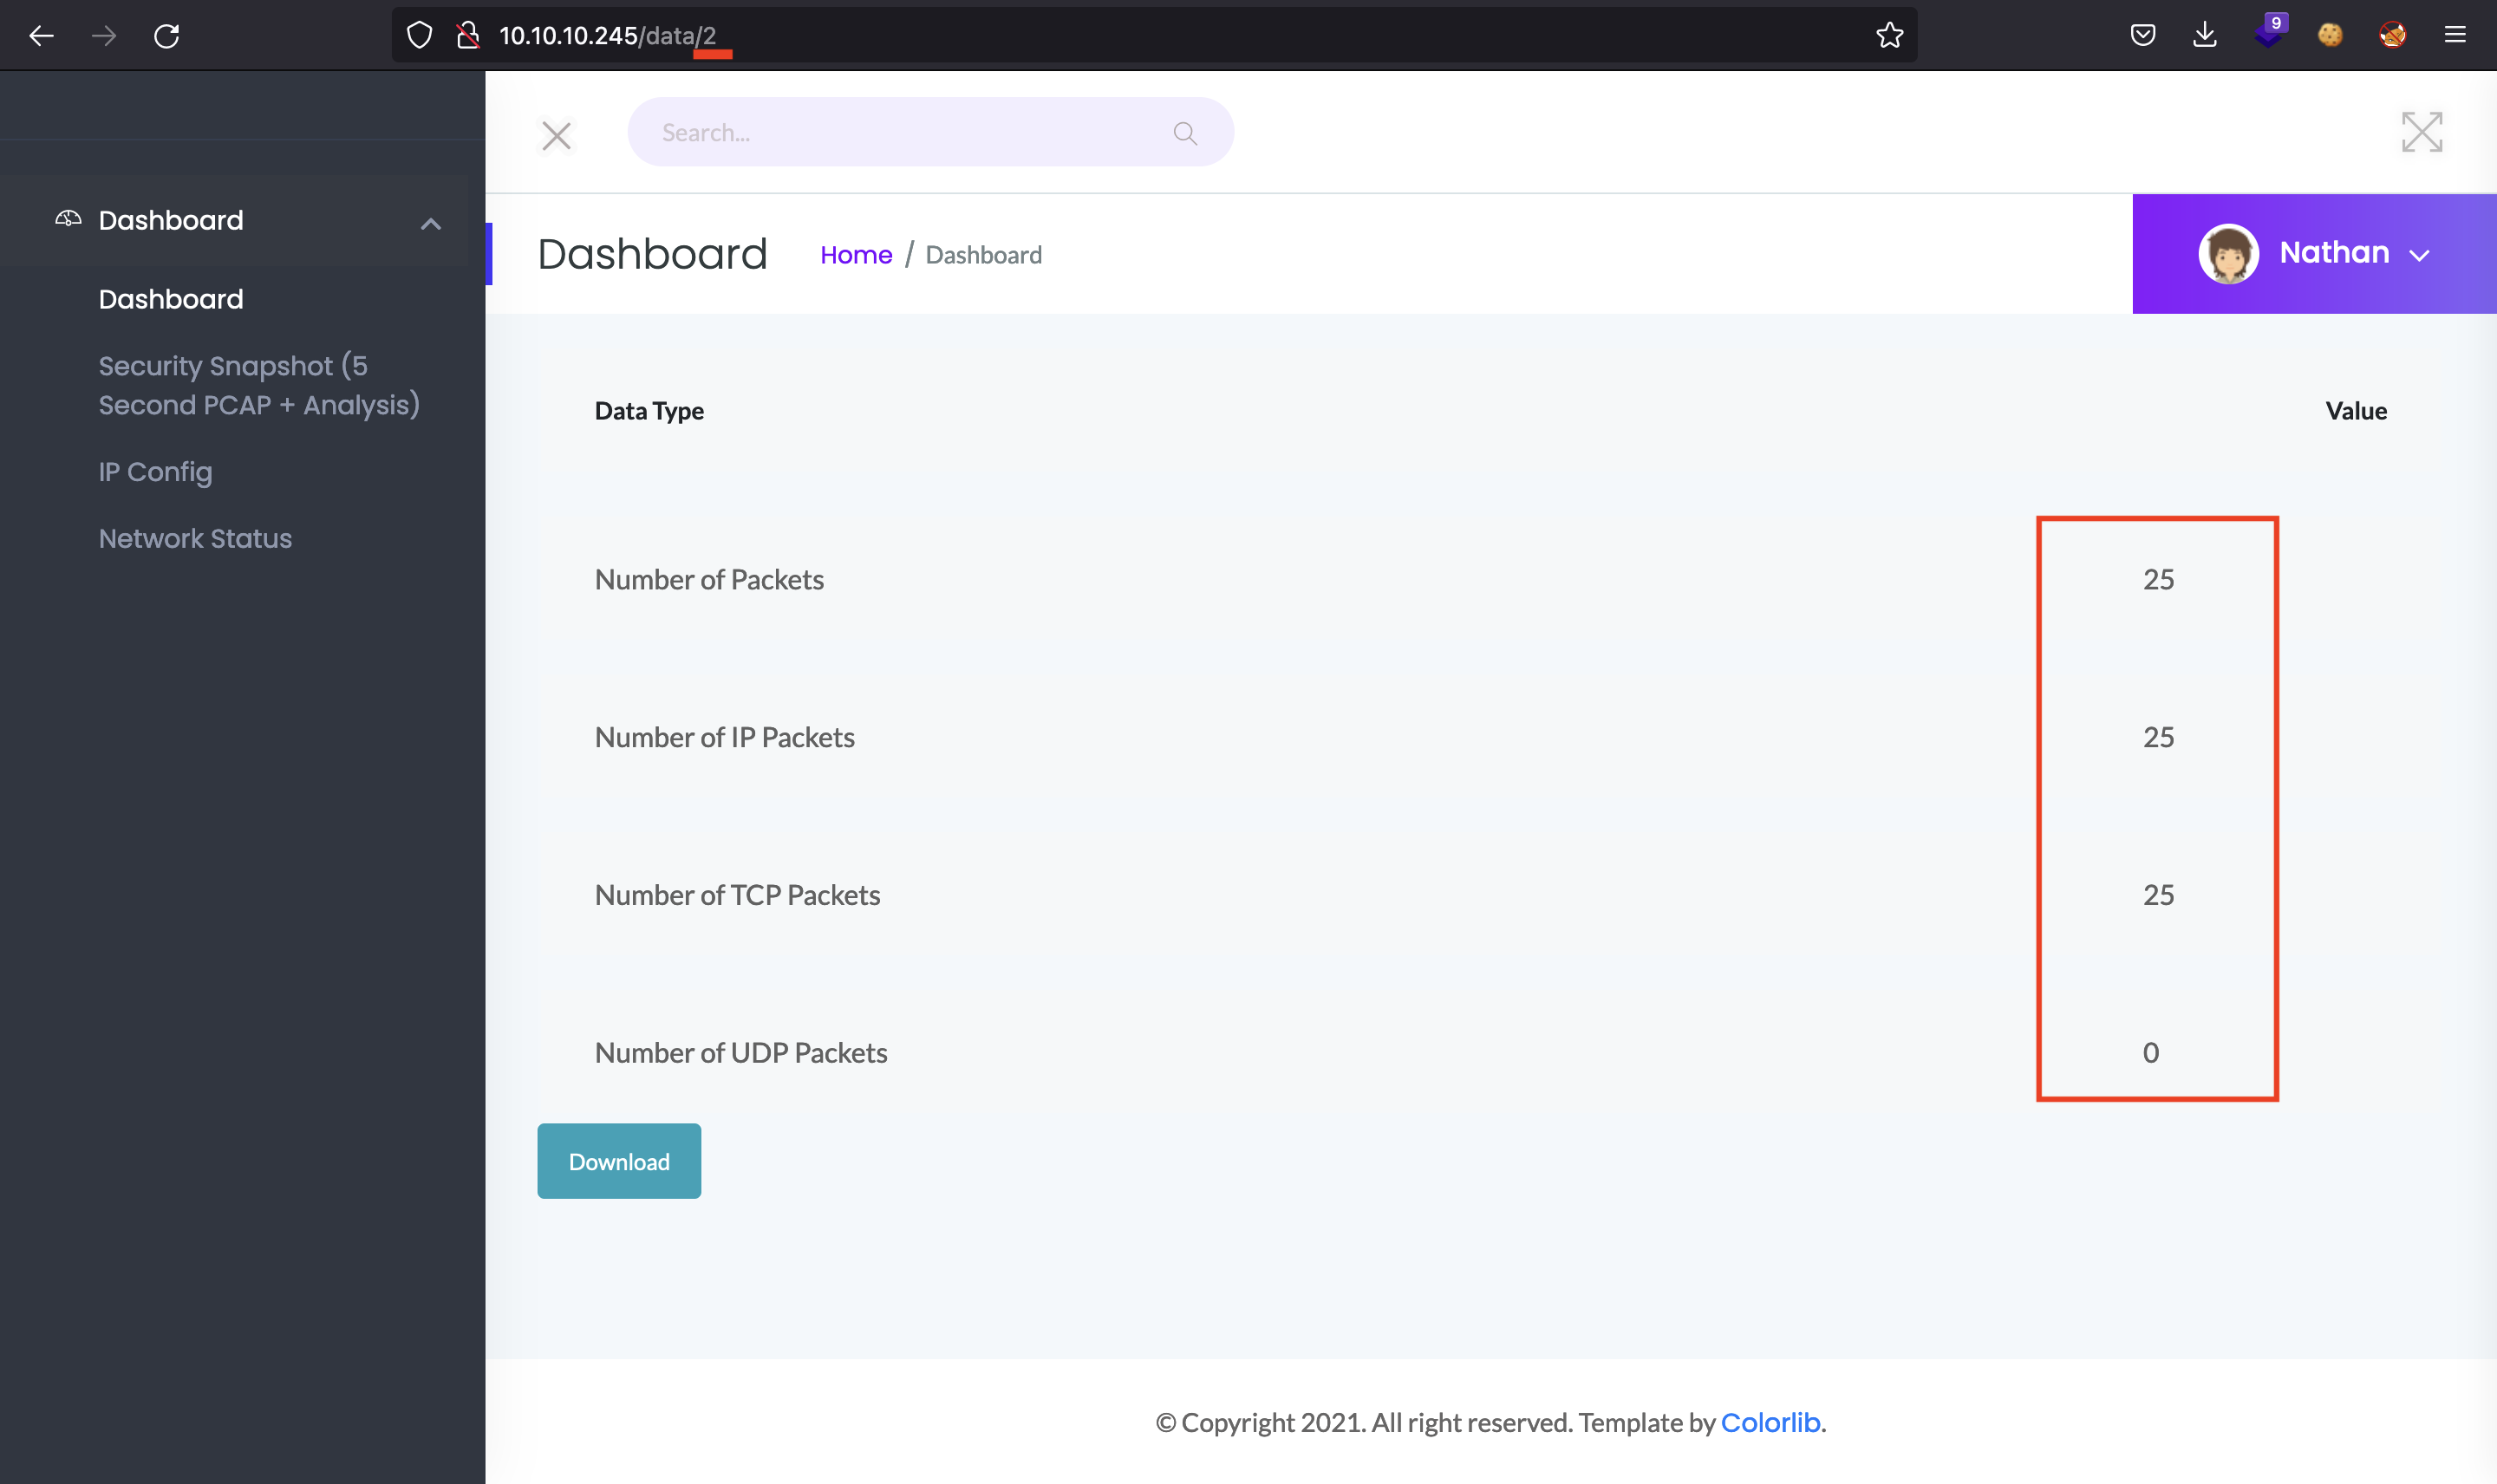 10.10.10.245/data/2
9
Search...
Dashboard
Dashboard
Security Snapshot (5
Second PCAP + Analysis)
IP Config
Network Status
Dashboard
Home / Dashboard
Nathan
Data Type Value
Number of Packets 25
Number of IP Packets 25
Number of TCP Packets 25
Number of UDP Packets 0
Download
© Copyright 2021. All right reserved. Template by Colorlib.